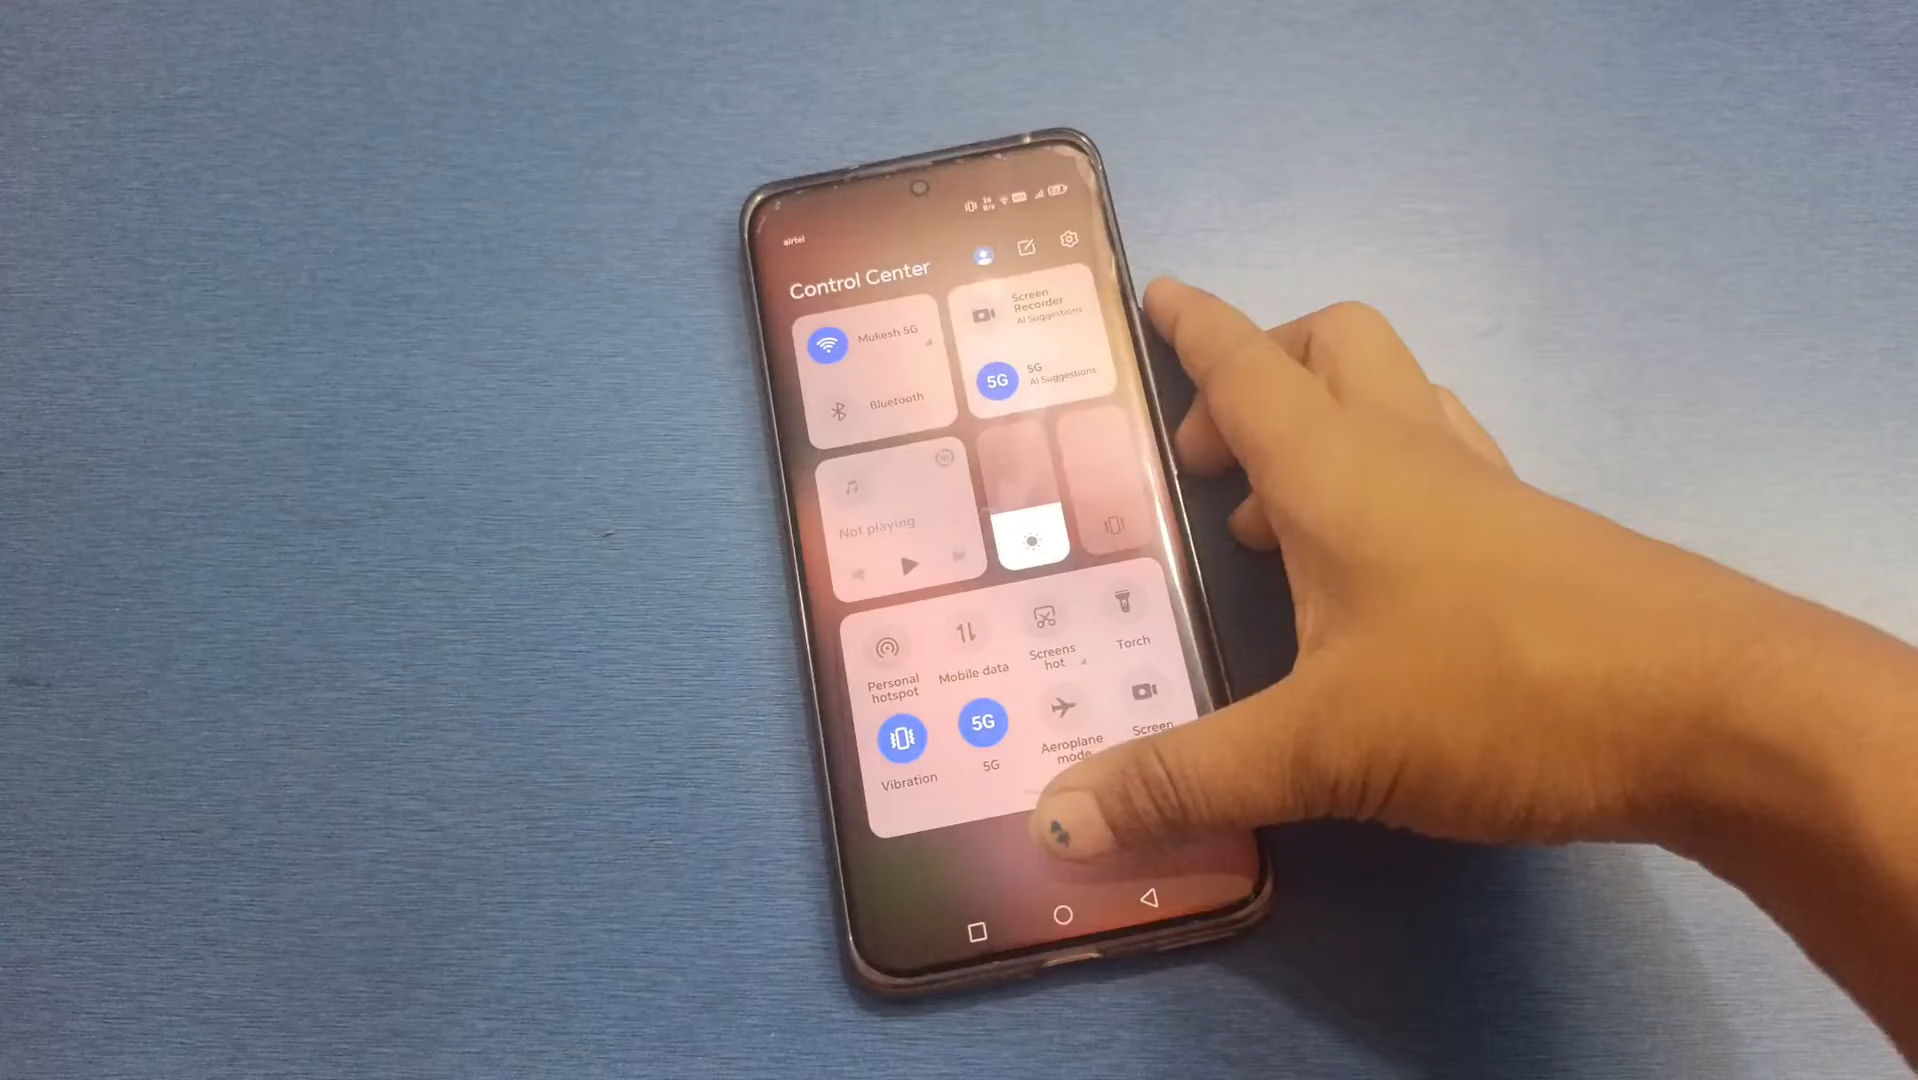 airtel
Control Center
Mukesh 5G
Bluetooth
Screen
Recorder
AI Suggestions
5G
5G
AI Suggestions
Not playing
Personal
hotspot
Mobile data
Screens
hot
Torch
Vibration
5G
5G
Aeroplane
mode
Screen